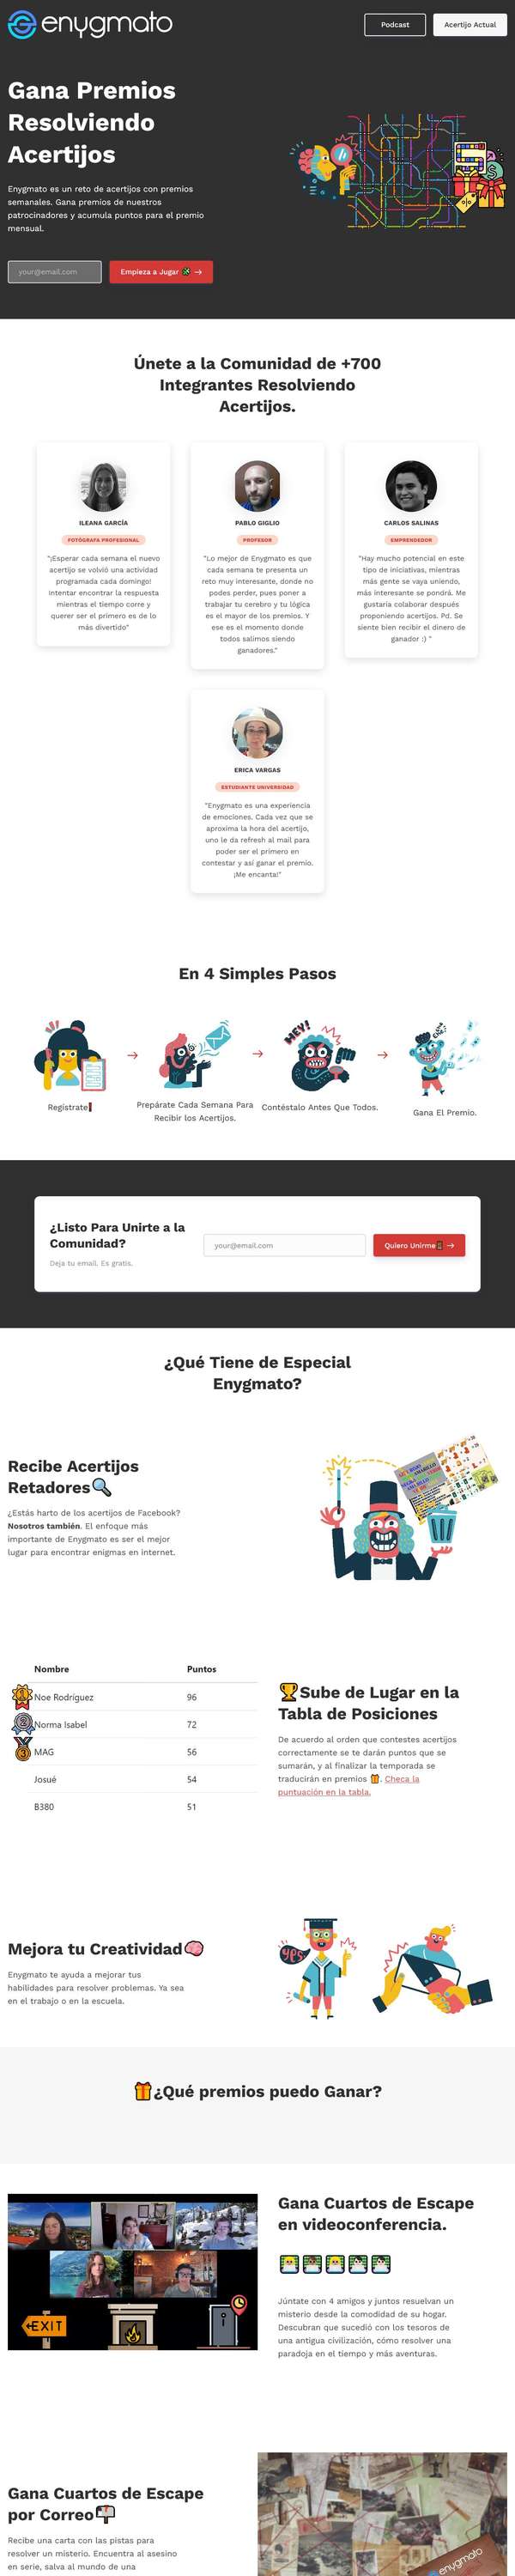 enygmato
Podcast
Acertijo Actual
Gana Premios
Resolviendo
Acertijos
Enygmato es un reto de acertijos con premios
semanales. Gana premios de nuestros
patrocinadores y acumula puntos para el premio
mensual.
your@email.com
Empieza a Jugar
Únete a la Comunidad de +700
Integrantes Resolviendo
Acertijos.
ILEANA GARCÍA
FOTÓGRAFA PROFESIONAL
"¡Esperar cada semana el nuevo
acertijo se volvió una actividad
programada cada domingo!
Intentar encontrar la respuesta
mientras el tiempo corre y
querer ser el primero es de lo
más divertido"
PABLO GIGLIO
PROFESOR
"Lo mejor de Enygmato es que
cada semana te presenta un
reto muy interesante, donde no
podes perder, pues poner a
trabajar tu cerebro y tu lógica
es el mayor de los premios. Y
ese es el momento donde
todos salimos siendo
ganadores."
CARLOS SALINAS
EMPRENDEDOR
"Hay mucho potencial en este
tipo de iniciativas, mientras
más gente se vaya uniendo,
más interesante se pondrá. Me
gustaría colaborar después
proponiendo acertijos. Pd. Se
siente bien recibir el dinero de
ganador :) "
ERICA VARGAS
ESTUDIANTE UNIVERSIDAD
"Enygmato es una experiencia
de emociones. Cada vez que se
aproxima la hora del acertijo,
uno le da refresh al mail para
poder ser el primero en
contestar y así ganar el premio.
¡Me encanta!"
En 4 Simples Pasos
HEY!
Regístrate
Prepárate Cada Semana Para
Recibir los Acertijos.
Contéstalo Antes Que Todos.
Gana El Premio.
¿Listo Para Unirte a la
Comunidad?
Deja tu email. Es gratis.
your@email.com
Quiero Unirme
¿Qué Tiene de Especial
Enygmato?
Recibe Acertijos
Retadores
¿Estás harto de los acertijos de Facebook?
Nosotros también. El enfoque más
importante de Enygmato es ser el mejor
lugar para encontrar enigmas en internet.
Nombre Puntos
1 Noe Rodríguez 96
2 Norma Isabel 72
3 MAG 56
Josué 54
B380 51
Sube de Lugar en la
Tabla de Posiciones
De acuerdo al orden que contestes acertijos
correctamente se te darán puntos que se
sumarán, y al finalizar la temporada se
traducirán en premios . Checa la
puntuación en la tabla.
Mejora tu Creatividad
Enygmato te ayuda a mejorar tus
habilidades para resolver problemas. Ya sea
en el trabajo o en la escuela.
YES
¿Qué premios puedo Ganar?
EXIT
Gana Cuartos de Escape
en videoconferencia.
Júntate con 4 amigos y juntos resuelvan un
misterio desde la comodidad de su hogar.
Descubran que sucedió con los tesoros de
una antigua civilización, cómo resolver una
paradoja en el tiempo y más aventuras.
Gana Cuartos de Escape
por Correo
Recibe una carta con las pistas para
resolver un misterio. Encuentra al asesino
en serie, salva al mundo de una
enygmato